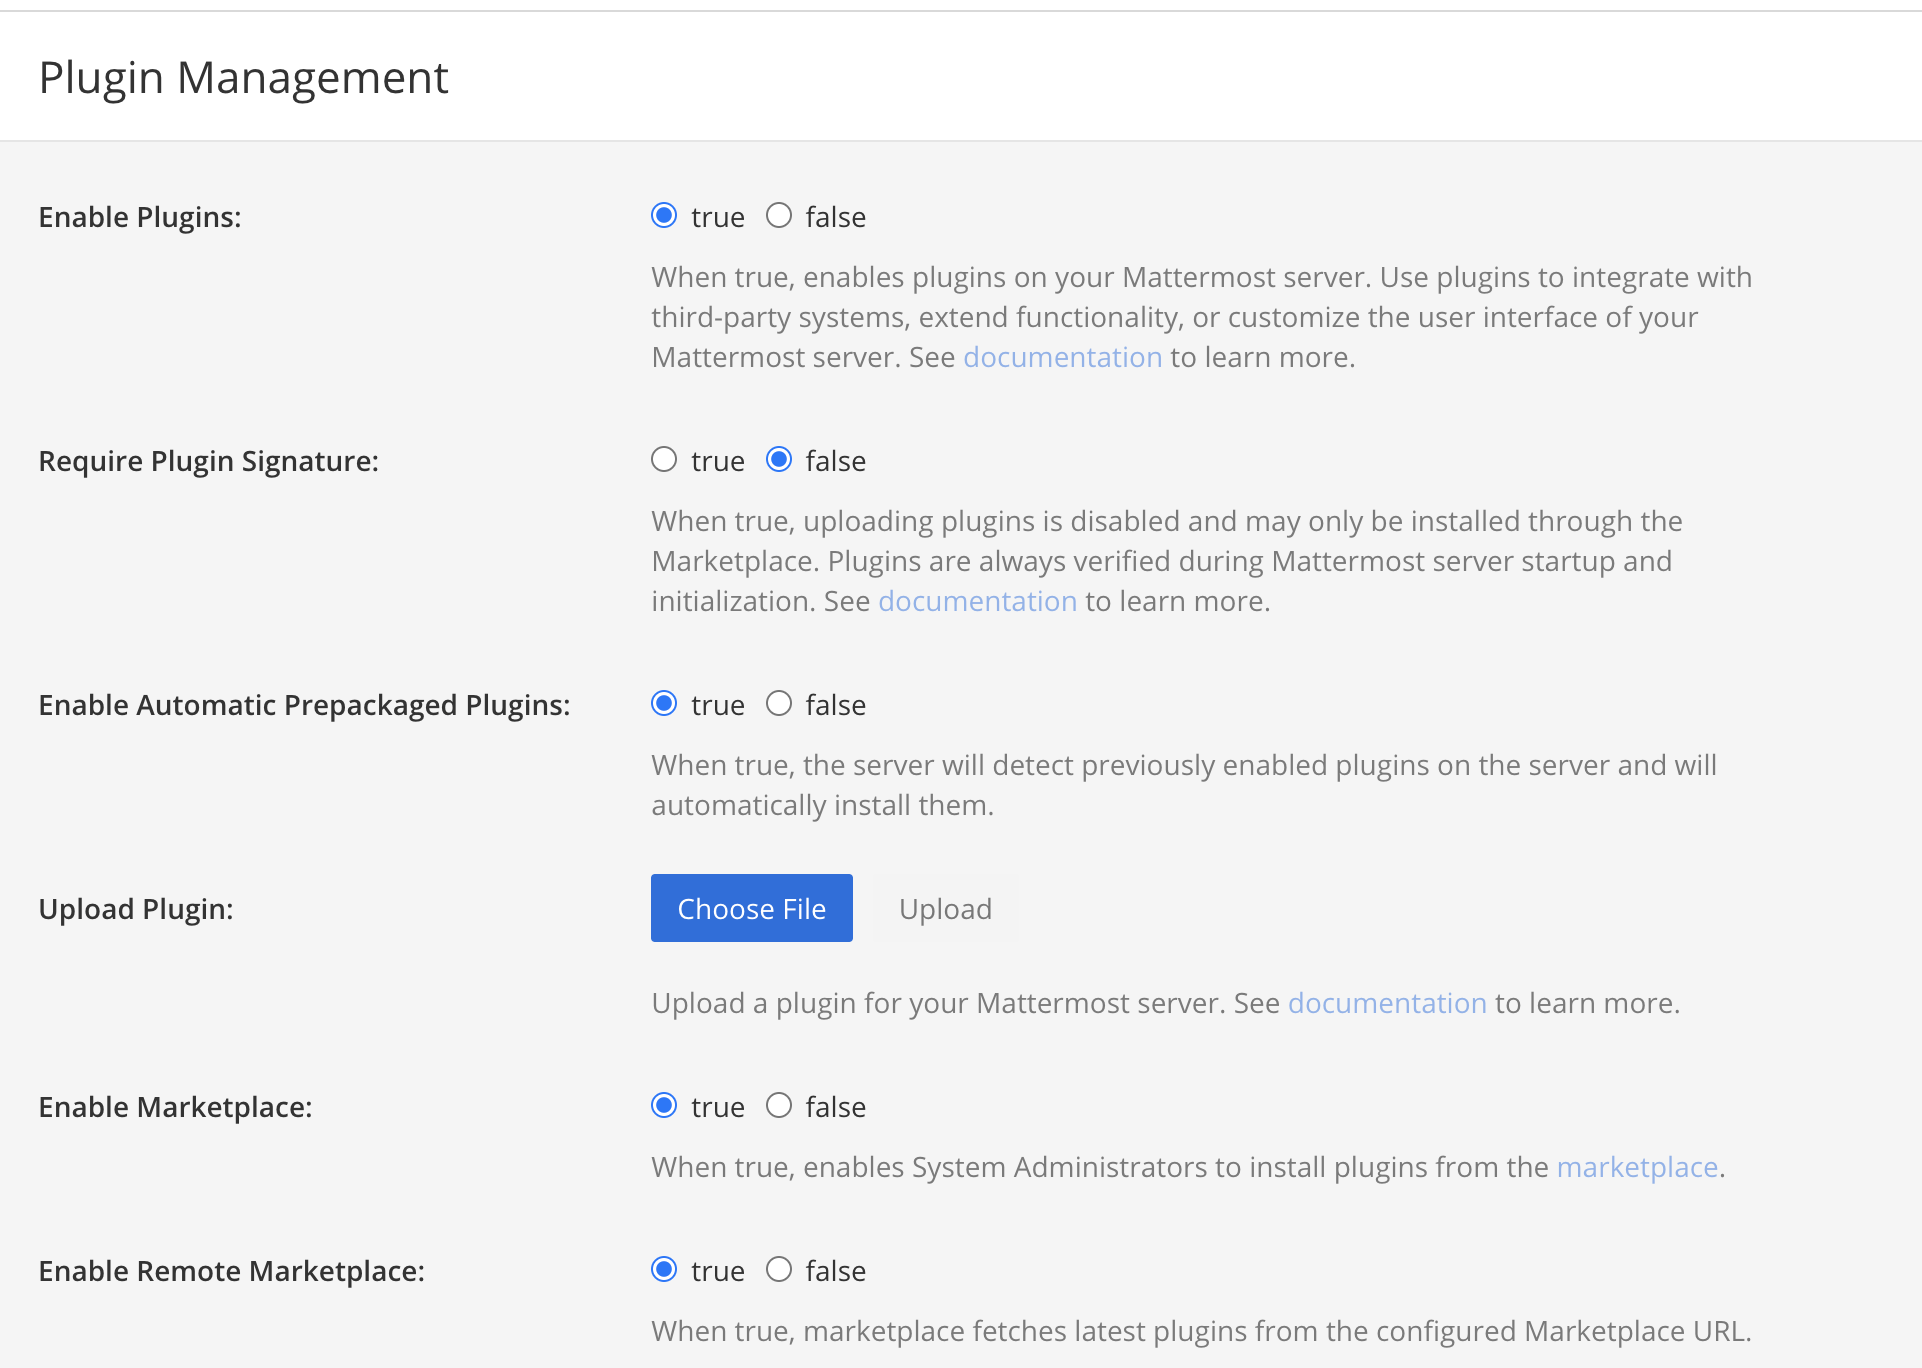 Plugin Management
Enable Plugins:
true false
When true, enables plugins on your Mattermost server. Use plugins to integrate with
third-party systems, extend functionality, or customize the user interface of your
Mattermost server. See documentation to learn more.
Require Plugin Signature:
true false
When true, uploading plugins is disabled and may only be installed through the
Marketplace. Plugins are always verified during Mattermost server startup and
initialization. See documentation to learn more.
Enable Automatic Prepackaged Plugins:
true false
When true, the server will detect previously enabled plugins on the server and will
automatically install them.
Upload Plugin:
Choose File Upload
Upload a plugin for your Mattermost server. See documentation to learn more.
Enable Marketplace:
true false
When true, enables System Administrators to install plugins from the marketplace.
Enable Remote Marketplace:
true false
When true, marketplace fetches latest plugins from the configured Marketplace URL.